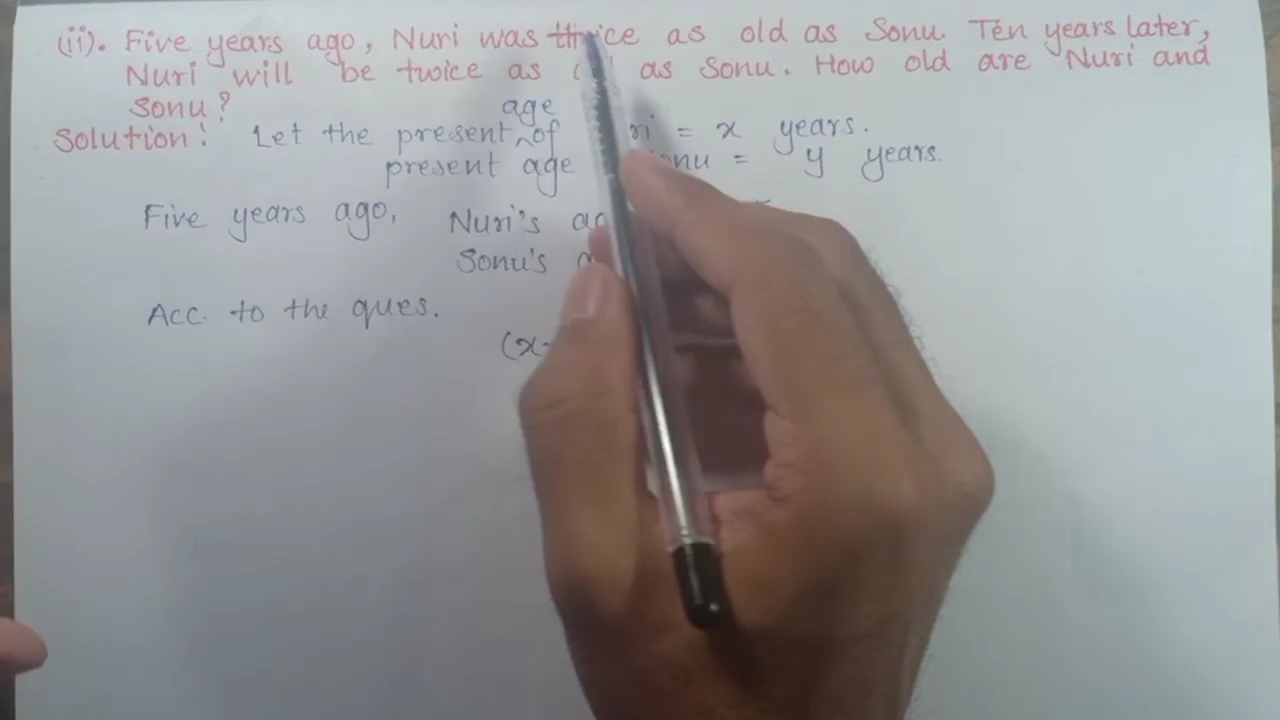 (ii). Five years ago, Nuri was thrice as old as Sonu. Ten years later,
Nuri will be twice as as Sonu. How old are Nuri and
Sonu?
age
Solution: Let the present of = x years.
present age = y years.
Five years ago, Nuri's
Sonu's
Acc. to the ques.
(x-